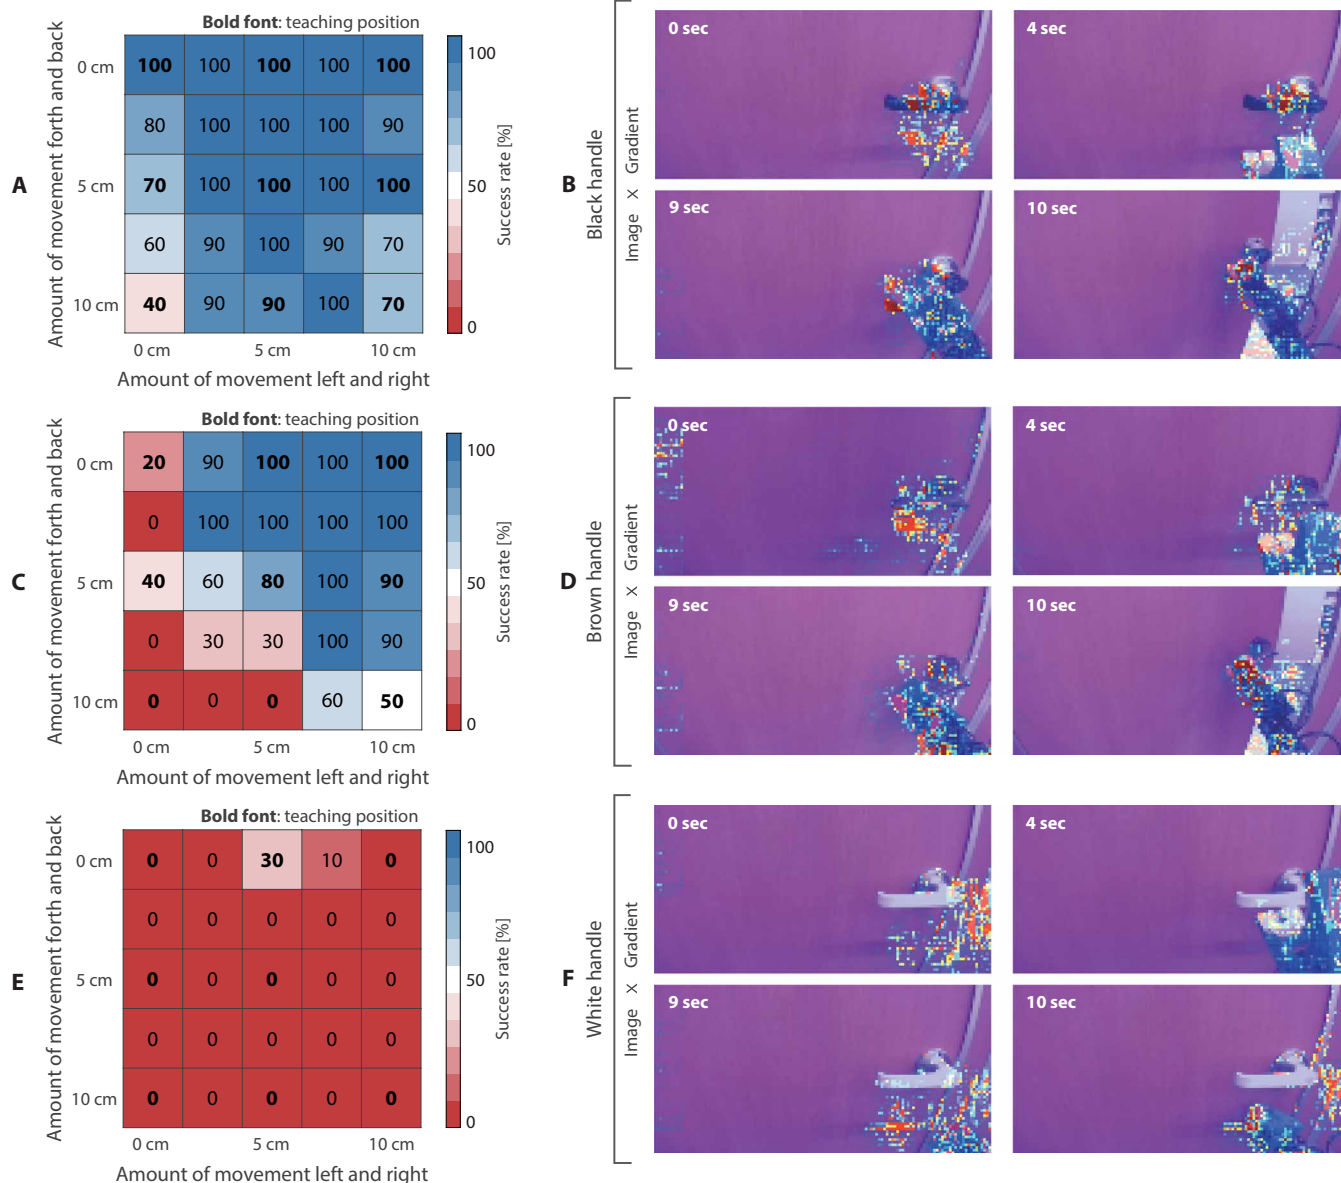 A
Bold font: teaching position
Amount of movement forth and back
0 cm 100 100 100 100 100
80 100 100 100 90
5 cm 70 100 100 100 100
60 90 100 90 70
10 cm 40 90 90 100 70
0 cm 5 cm 10 cm
Amount of movement left and right
100
50
0
Success rate [%]
B
Black handle
Image X Gradient
0 sec
4 sec
9 sec
10 sec
C
Bold font: teaching position
Amount of movement forth and back
0 cm 20 90 100 100 100
0 100 100 100 100
5 cm 40 60 80 100 90
0 30 30 100 90
10 cm 0 0 0 60 50
0 cm 5 cm 10 cm
Amount of movement left and right
100
50
0
Success rate [%]
D
Brown handle
Image X Gradient
0 sec
4 sec
9 sec
10 sec
E
Bold font: teaching position
Amount of movement forth and back
0 cm 0 0 30 10 0
0 0 0 0 0
5 cm 0 0 0 0 0
0 0 0 0 0
10 cm 0 0 0 0 0
0 cm 5 cm 10 cm
Amount of movement left and right
100
50
0
Success rate [%]
F
White handle
Image X Gradient
0 sec
4 sec
9 sec
10 sec